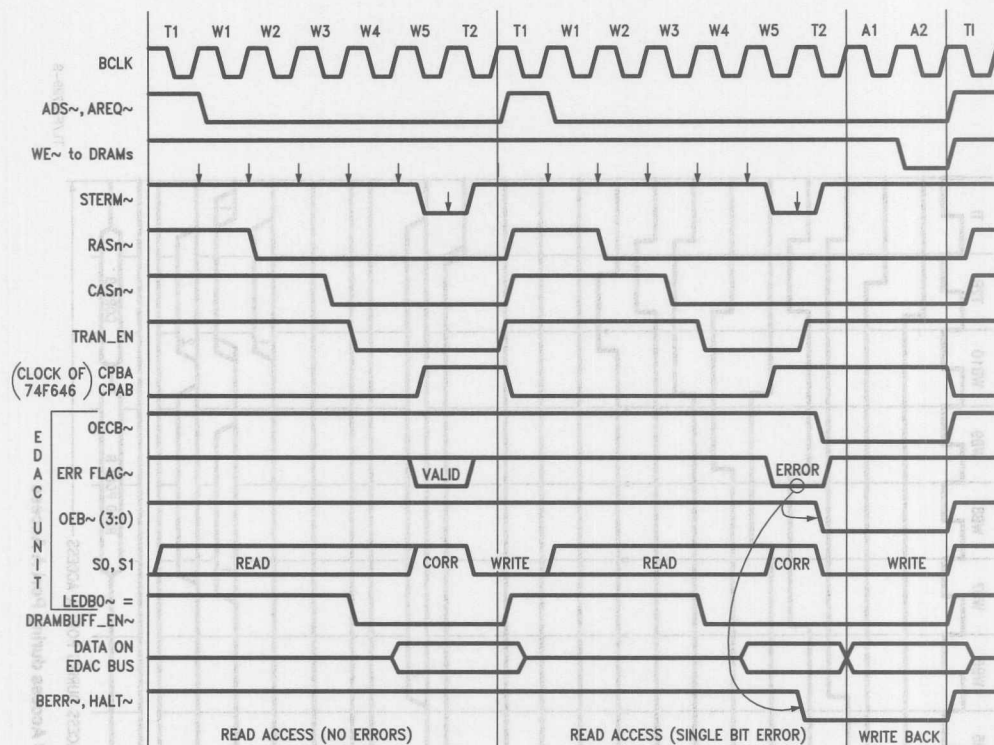 T1 W1 W2 W3 W4 W5 T2 T1 W1 W2 W3 W4 W5 T2 A1 A2 TI
BCLK
ADS~, AREQ~
WE~ to DRAMs
STERM~
RASn~
CASn~
TRAN_EN
(CLOCK OF 74F646) CPBA
CPAB
EDAC UNIT
OECB~
ERR FLAG~ VALID ERROR
OEB~ (3:0)
S0, S1 READ CORR WRITE READ CORR WRITE
LEDBO~ =
DRAMBUFF_EN~
DATA ON
EDAC BUS
BERR~, HALT~
READ ACCESS (NO ERRORS) READ ACCESS (SINGLE BIT ERROR) WRITE BACK